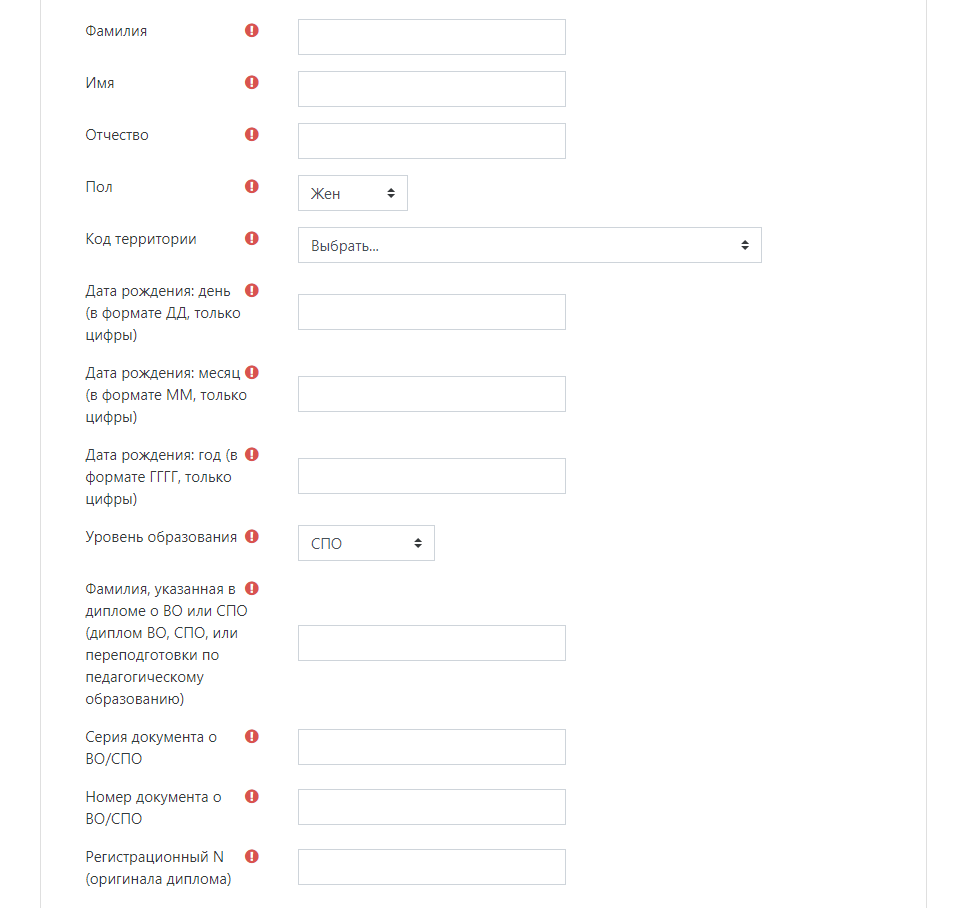 Фамилия
Имя
Отчество
Пол
Жен
Код территории
Выбрать...
Дата рождения: день
(в формате ДД, только
цифры)
Дата рождения: месяц
(в формате ММ, только
цифры)
Дата рождения: год (в
формате ГГГГ, только
цифры)
Уровень образования
СПО
Фамилия, указанная в
дипломе о ВО или СПО
(диплом ВО, СПО, или
переподготовки по
педагогическому
образованию)
Серия документа о
ВО/СПО
Номер документа о
ВО/СПО
Регистрационный N
(оригинала диплома)